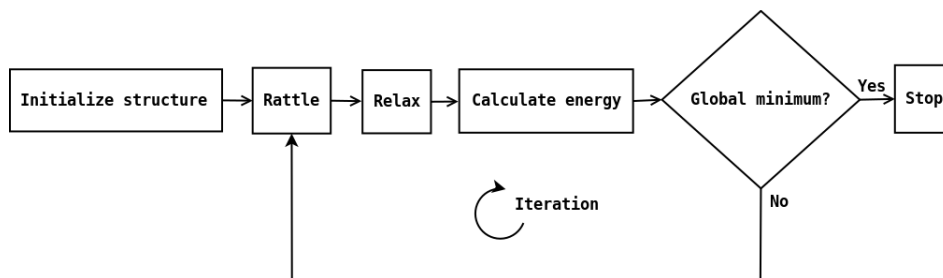 Initialize structure
Rattle
Relax
Calculate energy
Global minimum?
Yes
Stop
No
Iteration